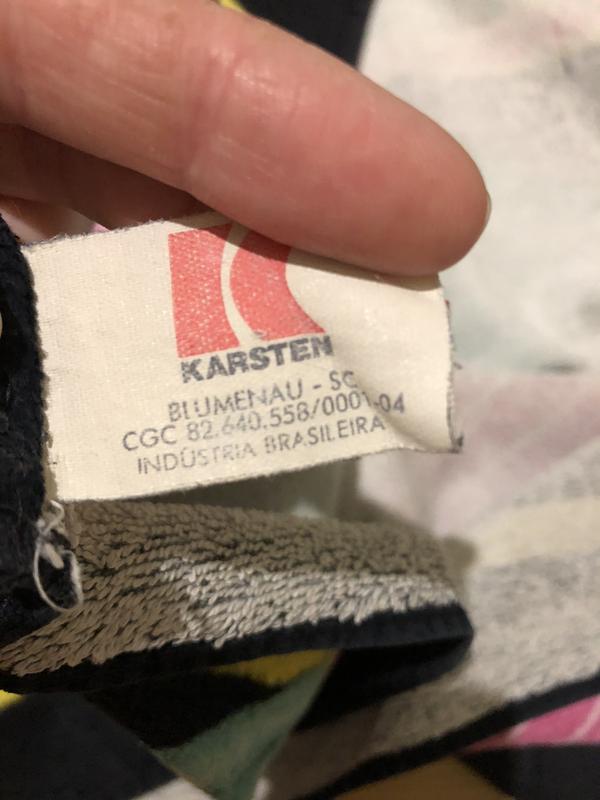 KARSTEN
BLUMENAU - SC
CGC 82.640.558/0001-04
INDÚSTRIA BRASILEIRA